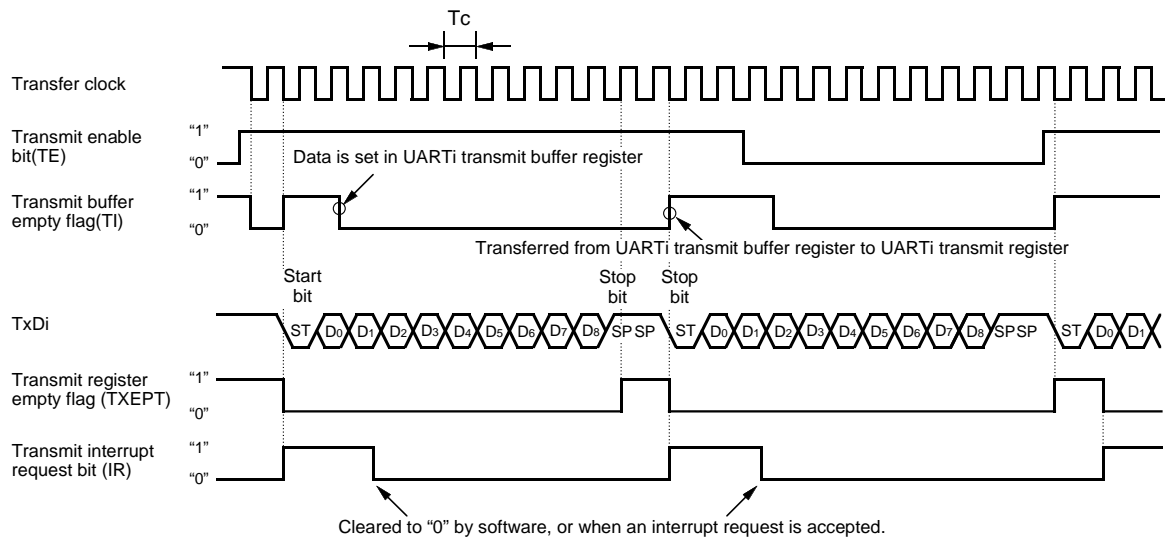 Tc
Transfer clock
Transmit enable
bit(TE)
“1”
“0”
Data is set in UARTi transmit buffer register
Transmit buffer
empty flag(TI)
“1”
“0”
Transferred from UARTi transmit buffer register to UARTi transmit register
Start
bit
Stop
bit
Stop
bit
TxDi
ST D0 D1 D2 D3 D4 D5 D6 D7 D8 SP SP ST D0 D1 D2 D3 D4 D5 D6 D7 D8 SP SP ST D0 D1
Transmit register
empty flag (TXEPT)
“1”
“0”
Transmit interrupt
request bit (IR)
“1”
“0”
Cleared to “0” by software, or when an interrupt request is accepted.